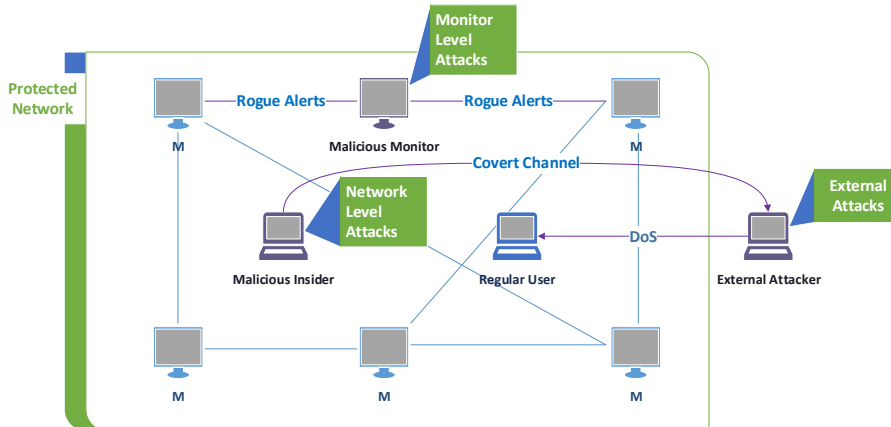 Monitor
Level
Attacks
Protected
Network
Rogue Alerts
Rogue Alerts
M
Malicious Monitor
M
Covert Channel
Network
Level
Attacks
External
Attacks
DoS
Malicious Insider
Regular User
External Attacker
M
M
M